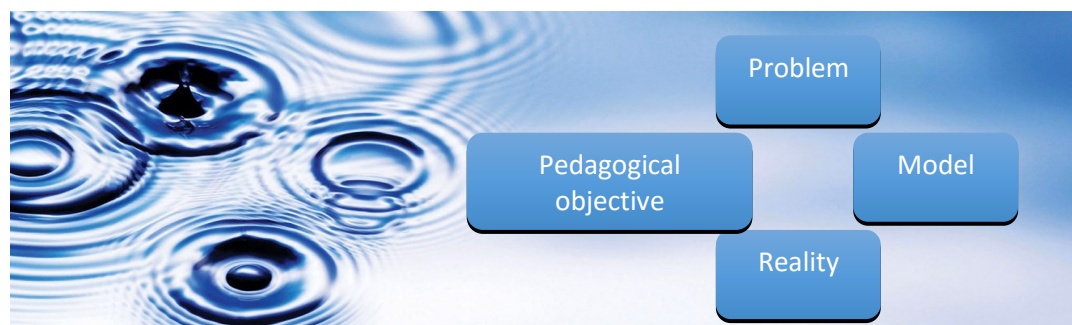 Problem
Pedagogical
objective
Model
Reality